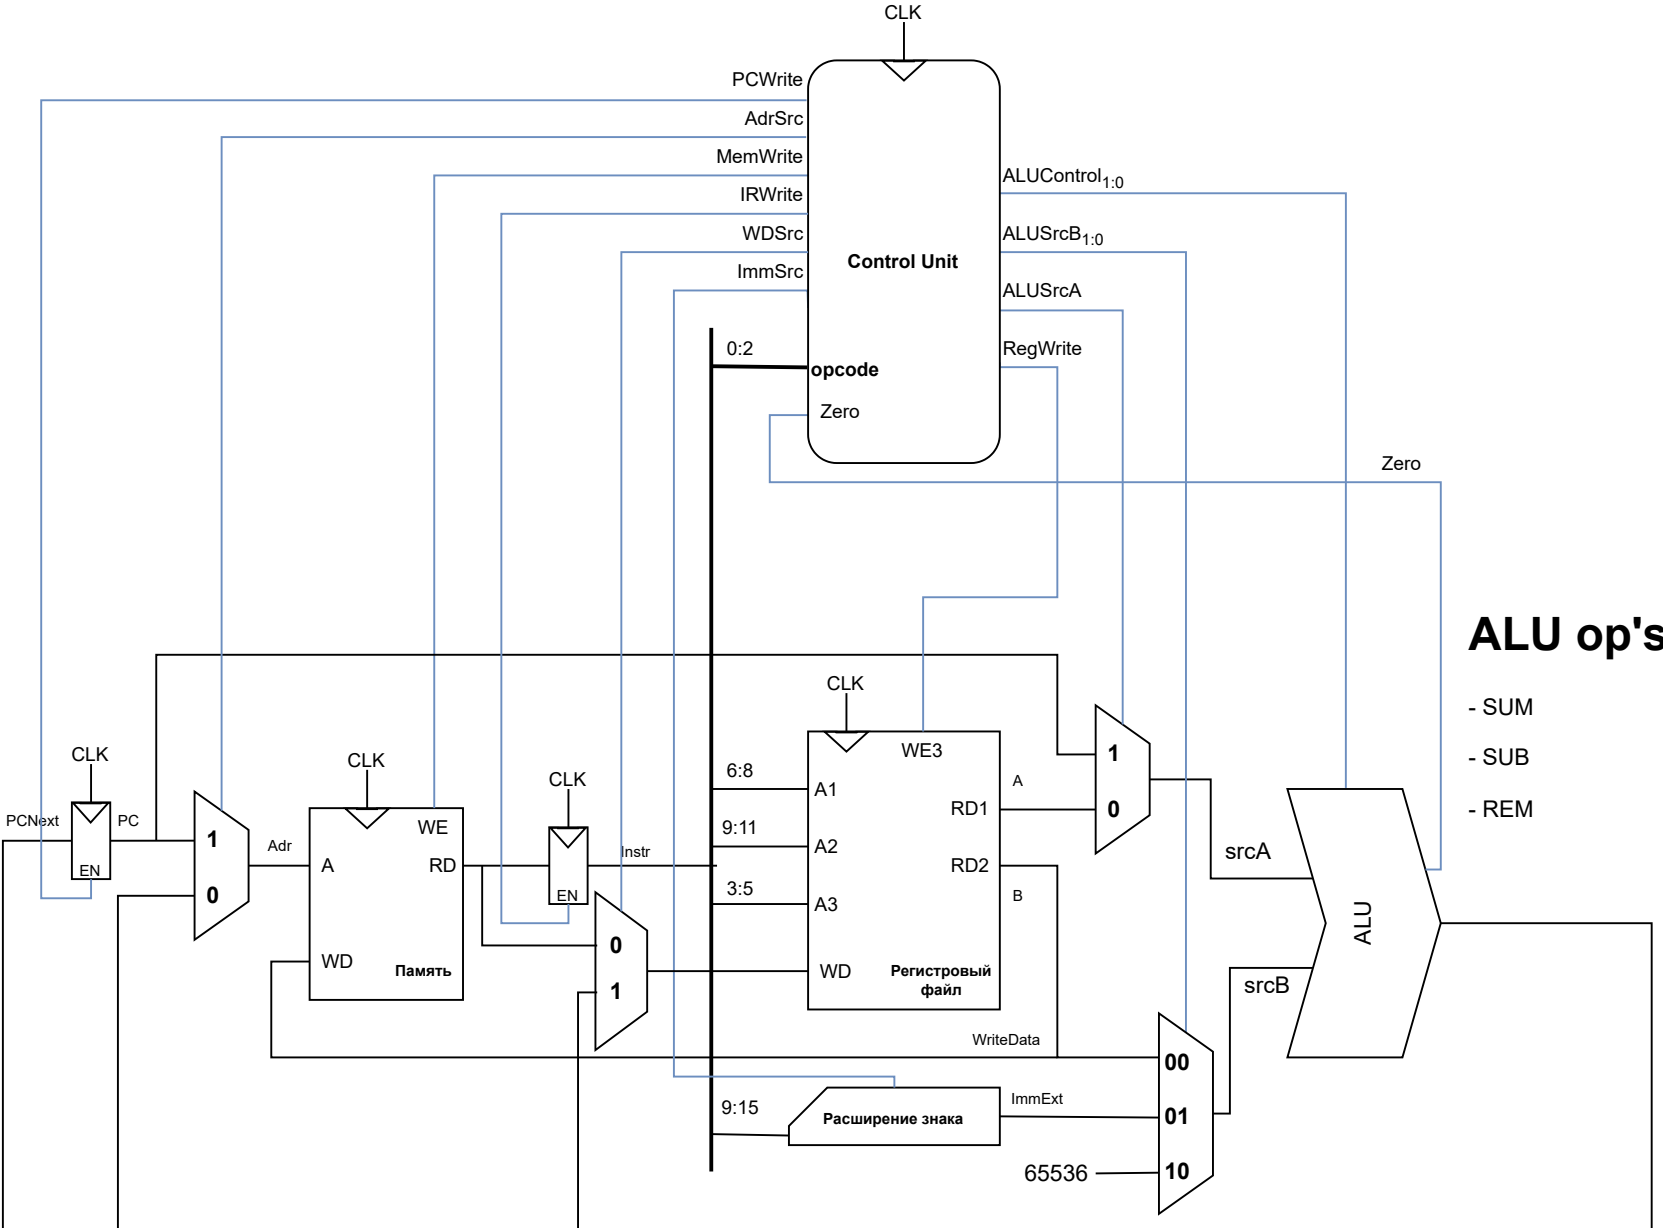 CLK
PCWrite
AdrSrc
MemWrite
IRWrite
WDSrc
ImmSrc
ALUControl1:0
ALUSrcB1:0
Control Unit
ALUSrcA
RegWrite
0:2
opcode
Zero
Zero
ALU op's
- SUM
- SUB
- REM
CLK
CLK
CLK
CLK
PCNext
PC
EN
1
0
Adr
A
WE
RD
WD
Память
EN
Instr
0
1
6:8
9:11
3:5
A1
A2
A3
WD
WE3
RD1
RD2
Регистровый
файл
A
B
1
0
srcA
srcB
ALU
WriteData
00
01
10
9:15
Расширение знака
ImmExt
65536